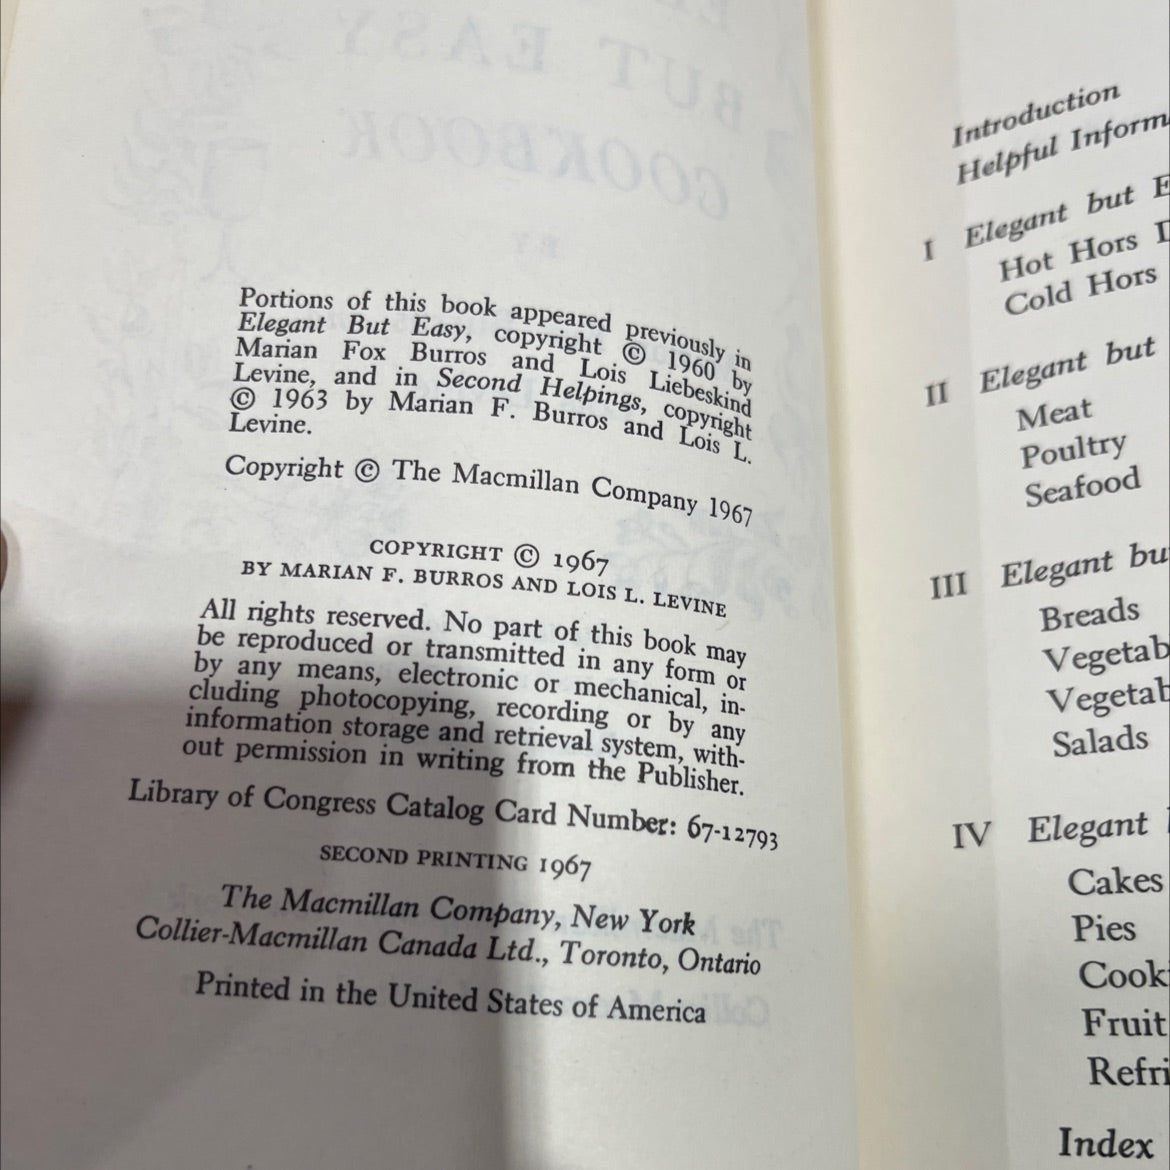 Portions of this book appeared previously in
Elegant But Easy, copyright © 1960 by
Marian Fox Burros and Lois Liebeskind
Levine, and in Second Helpings, copyright
© 1963 by Marian F. Burros and Lois L.
Levine.
Copyright © The Macmillan Company 1967
COPYRIGHT © 1967
BY MARIAN F. BURROS AND LOIS L. LEVINE
All rights reserved. No part of this book may
be reproduced or transmitted in any form or
by any means, electronic or mechanical, in-
cluding photocopying, recording or by any
information storage and retrieval system, with-
out permission in writing from the Publisher.
Library of Congress Catalog Card Number: 67-12793
SECOND PRINTING 1967
The Macmillan Company, New York
Collier-Macmillan Canada Ltd., Toronto, Ontario
Printed in the United States of America
Introduction
Helpful Inform
I Elegant but E
Hot Hors D
Cold Hors
II Elegant but
Meat
Poultry
Seafood
III Elegant bu
Breads
Vegetab
Vegetab
Salads
IV Elegant
Cakes
Pies
Cook
Fruit
Refri
Index